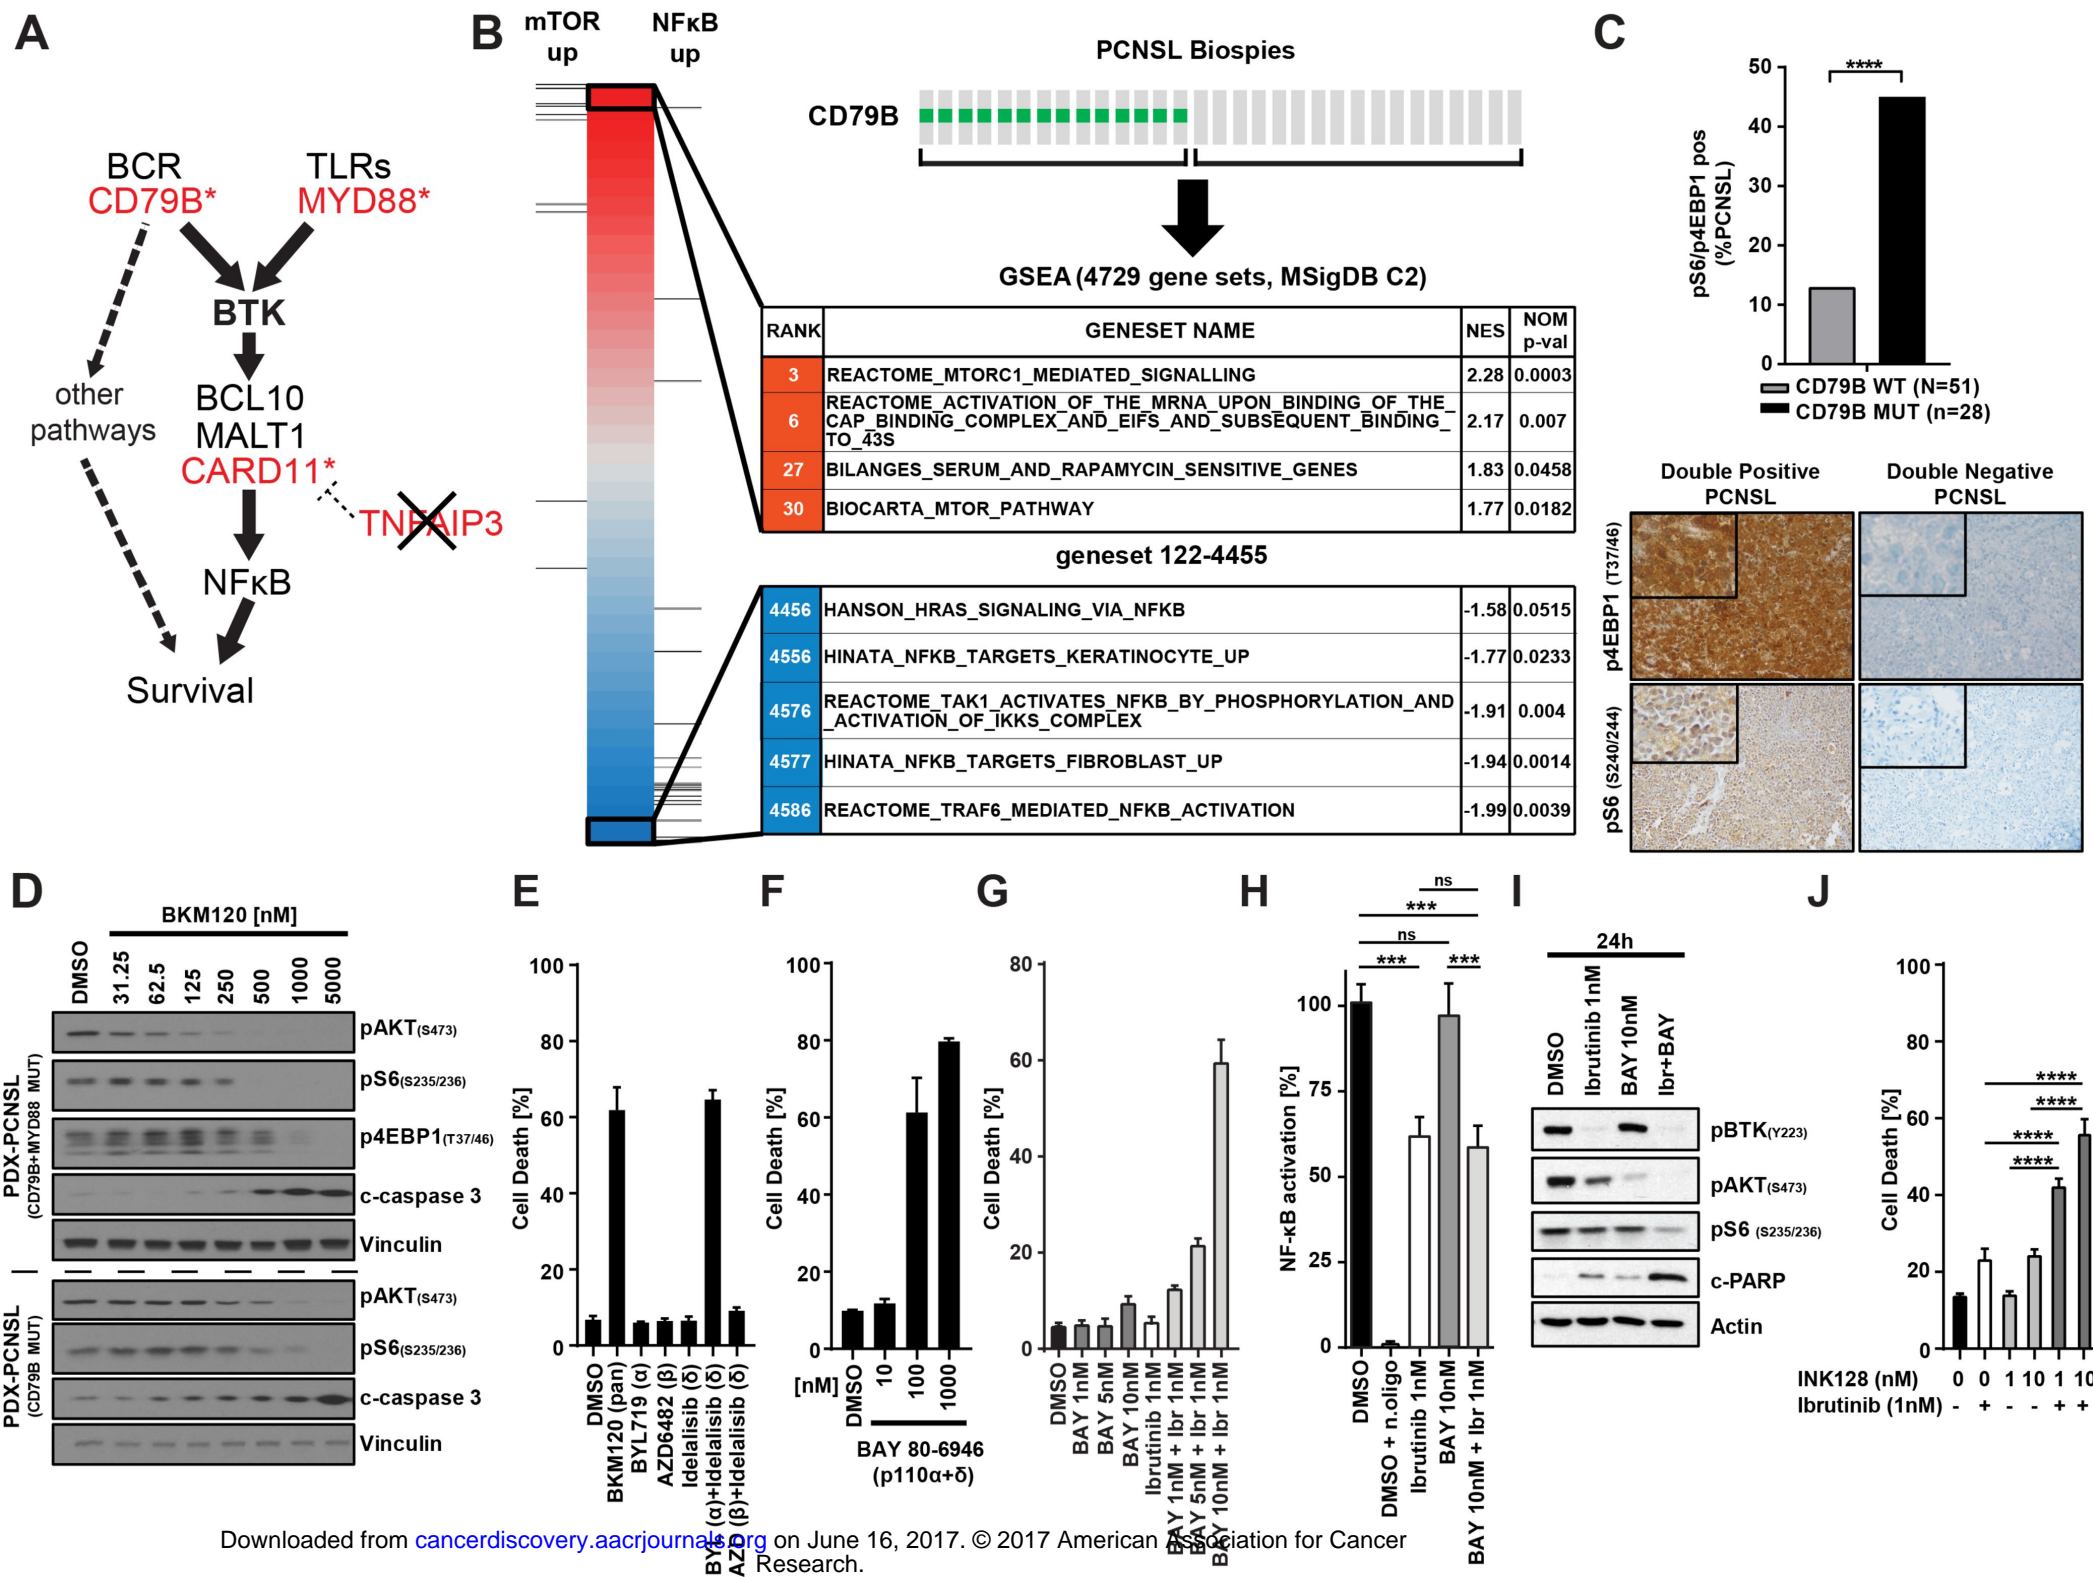 A
BCR
CD79B*
TLRs
MYD88*
BTK
other
pathways
BCL10
MALT1
CARD11*
TNFAIP3
NFκB
Survival
B
mTOR
up
NFκB
up
PCNSL Biospies
CD79B
GSEA (4729 gene sets, MSigDB C2)
RANK GENESET NAME NES NOM p-val
3 REACTOME_MTORC1_MEDIATED_SIGNALLING 2.28 0.0003
6 REACTOME_ACTIVATION_OF_THE_MRNA_UPON_BINDING_OF_THE_
CAP_BINDING_COMPLEX_AND_EIFS_AND_SUBSEQUENT_BINDING_
TO_43S 2.17 0.007
27 BILANGES_SERUM_AND_RAPAMYCIN_SENSITIVE_GENES 1.83 0.0458
30 BIOCARTA_MTOR_PATHWAY 1.77 0.0182
geneset 122-4455
4456 HANSON_HRAS_SIGNALING_VIA_NFKB -1.58 0.0515
4556 HINATA_NFKB_TARGETS_KERATINOCYTE_UP -1.77 0.0233
4576 REACTOME_TAK1_ACTIVATES_NFKB_BY_PHOSPHORYLATION_AND
_ACTIVATION_OF_IKKS_COMPLEX -1.91 0.004
4577 HINATA_NFKB_TARGETS_FIBROBLAST_UP -1.94 0.0014
4586 REACTOME_TRAF6_MEDIATED_NFKB_ACTIVATION -1.99 0.0039
C
pS6/p4EBP1 pos
(%PCNSL)
50
40
30
20
10
0
****
CD79B WT (N=51)
CD79B MUT (n=28)
Double Positive
PCNSL
Double Negative
PCNSL
p4EBP1 (T37/46)
pS6 (S240/244)
D
BKM120 [nM]
DMSO
31.25
62.5
125
250
500
1000
5000
PDX-PCNSL
(CD79B+MYD88 MUT)
pAKT(S473)
pS6(S235/236)
p4EBP1(T37/46)
c-caspase 3
Vinculin
PDX-PCNSL
(CD79B MUT)
pAKT(S473)
pS6(S235/236)
c-caspase 3
Vinculin
E
Cell Death [%]
100
80
60
40
20
0
DMSO
BKM120 (pan)
BYL719 (α)
AZD6482 (β)
Idelalisib (δ)
BYL (α)+Idelalisib (δ)
AZD (β)+Idelalisib (δ)
F
Cell Death [%]
100
80
60
40
20
0
[nM]
DMSO
10
100
1000
BAY 80-6946
(p110α+δ)
G
Cell Death [%]
80
60
40
20
0
DMSO
BAY 1nM
BAY 5nM
BAY 10nM
Ibrutinib 1nM
BAY 1nM + Ibr 1nM
BAY 5nM + Ibr 1nM
BAY 10nM + Ibr 1nM
H
NF-κB activation [%]
ns
***
ns
*** ***
100
75
50
25
0
DMSO
DMSO + n.oligo
Ibrutinib 1nM
BAY 10nM
BAY 10nM + Ibr 1nM
I
24h
DMSO
Ibrutinib 1nM
BAY 10nM
Ibr+BAY
pBTK(Y223)
pAKT(S473)
pS6 (S235/236)
c-PARP
Actin
J
Cell Death [%]
100
80
60
40
20
0
****
****
****
****
INK128 (nM) 0 0 1 10 1 10
Ibrutinib (1nM) - + - - + +
Downloaded from cancerdiscovery.aacrjournals.org on June 16, 2017. © 2017 American Association for Cancer
Research.